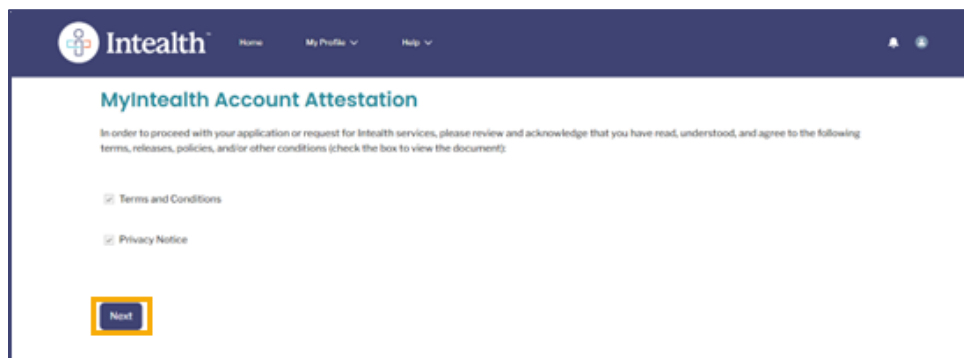 Intealth™ Home My Profile Help
MyIntealth Account Attestation
In order to proceed with your application or request for Intealth services, please review and acknowledge that you have read, understood, and agree to the following
terms, releases, policies, and/or other conditions (check the box to view the document):
Terms and Conditions
Privacy Notice
Next